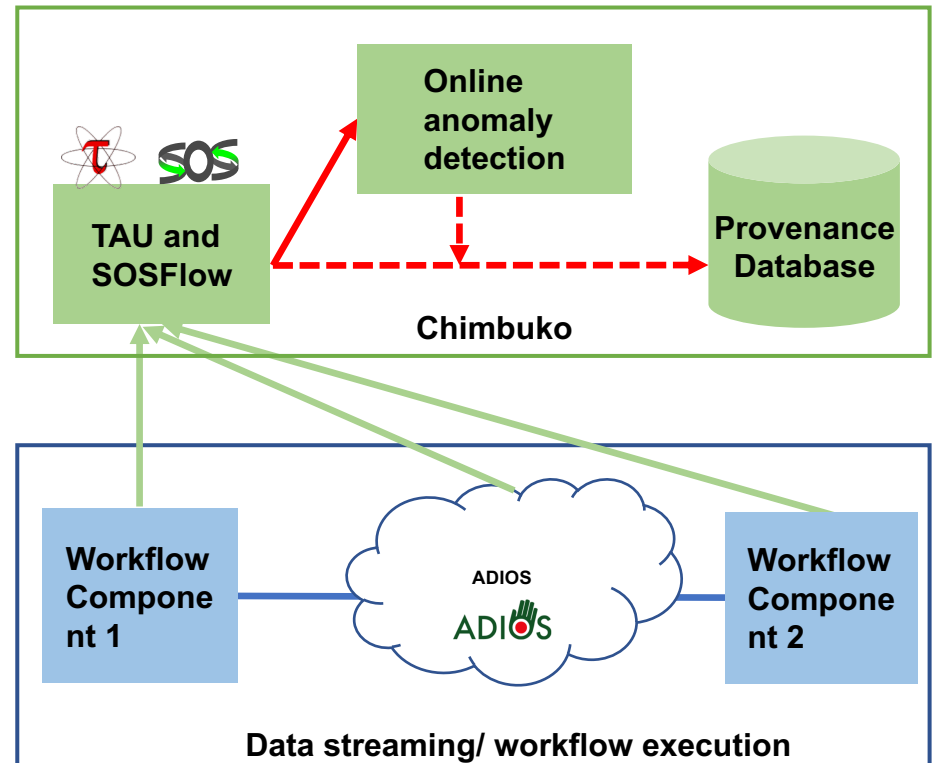 Online
anomaly
detection
τ
SOS
TAU and
SOSFlow
Provenance
Database
Chimbuko
Workflow
Compone
nt 1
ADIOS
ADIOS
Workflow
Compone
nt 2
Data streaming/ workflow execution